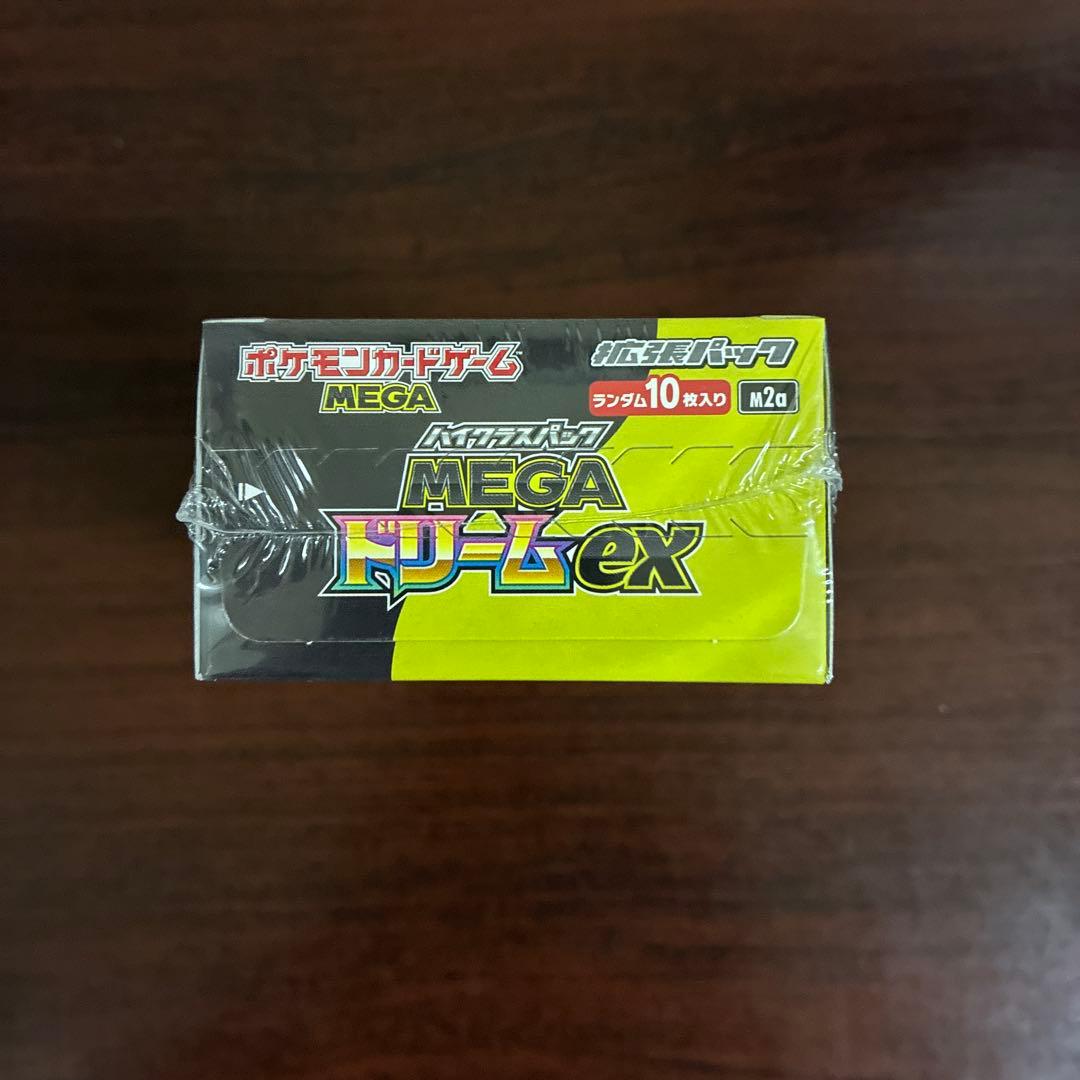 ポケモンカードゲーム
MEGA
拡張パック
ランダム10枚入り
M2a
ハイクラスパック
MEGA
ドリームex